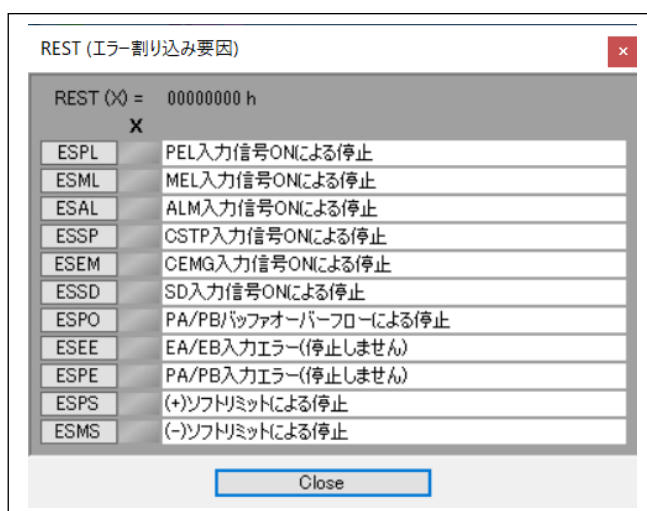 REST (エラー割り込み要因)
×
REST (X) = 00000000 h
X
ESPL PEL入力信号ONによる停止
ESML MEL入力信号ONによる停止
ESAL ALM入力信号ONによる停止
ESSP CSTP入力信号ONによる停止
ESEM CEMG入力信号ONによる停止
ESSD SD入力信号ONによる停止
ESPO PA/PBバッファオーバーフローによる停止
ESEE EA/EB入力エラー(停止しません)
ESPE PA/PB入力エラー(停止しません)
ESPS (+)ソフトリミットによる停止
ESMS (-)ソフトリミットによる停止
Close